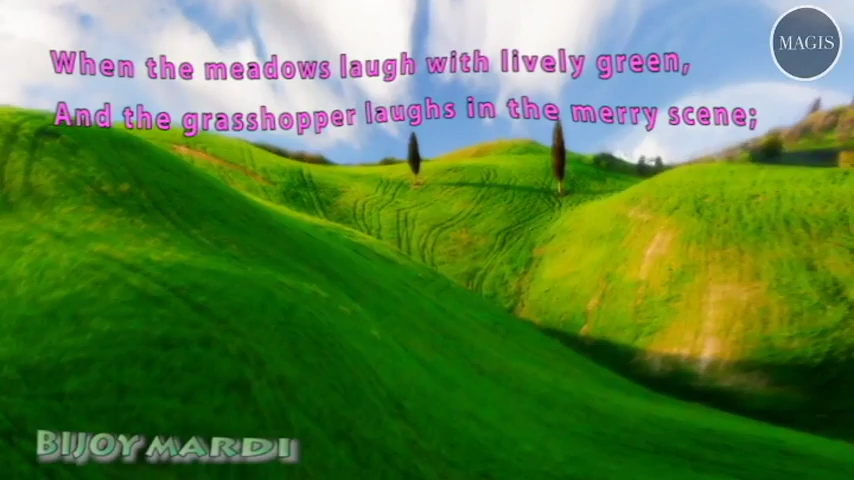 MAGIS
When the meadows laugh with lively green,
And the grasshopper laughs in the merry scene;
BIJOY MARDI